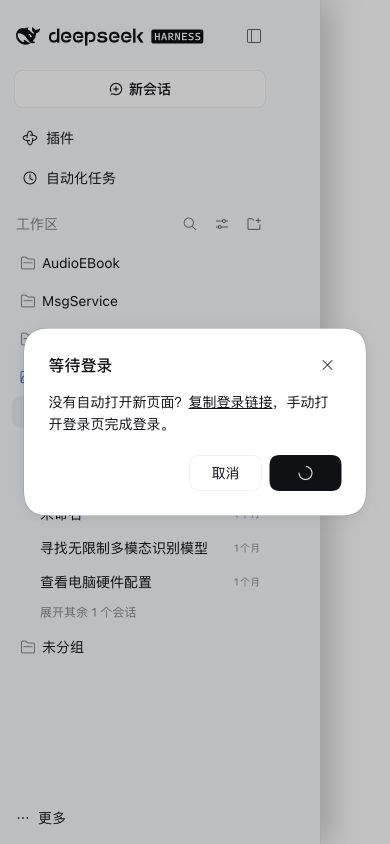 deepseek HARNESS
新会话
插件
自动化任务
工作区
AudioEBook
MsgService
等待登录
没有自动打开新页面？复制登录链接，手动打
开登录页完成登录。
取消
寻找无限制多模态识别模型 1个月
查看电脑硬件配置 1个月
展开其余 1 个会话
未分组
更多